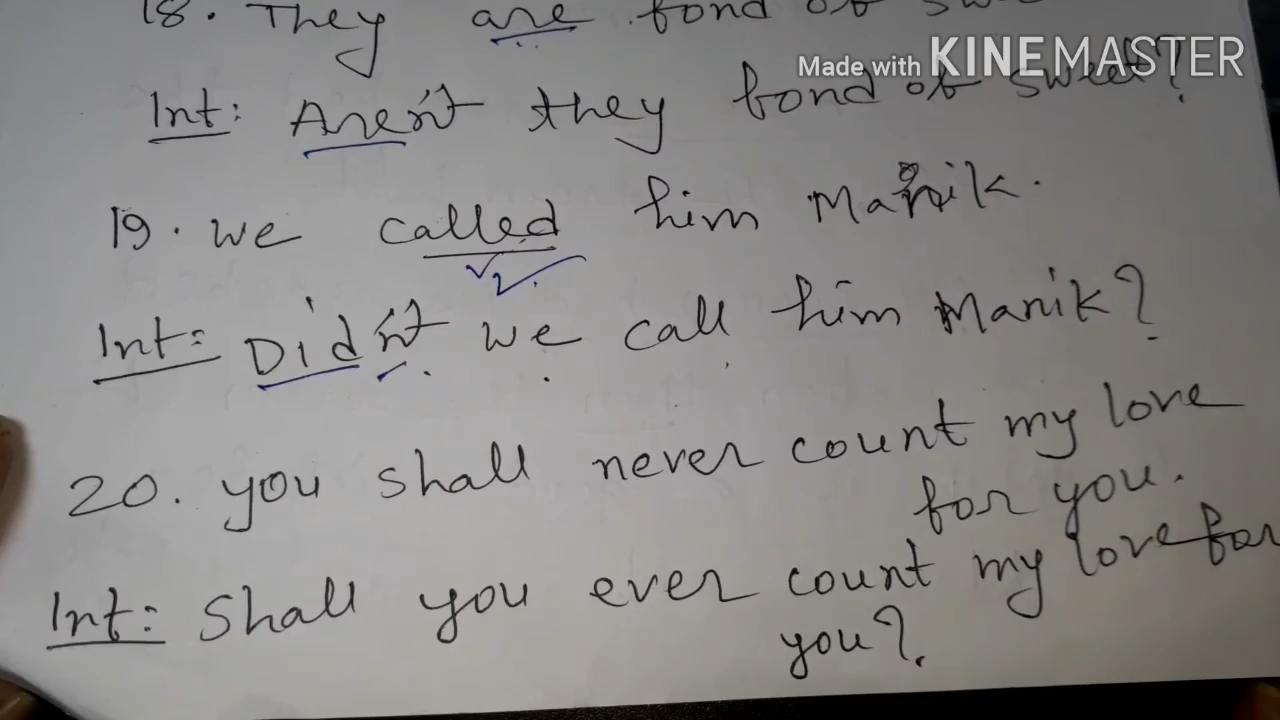 18. They are fond of
Made with KINEMASTER
Int: Aren't they fond of sweet?
19. we called him Manik.
Int: Didn't we call him Manik?
20. you shall never count my love
for you.
Int: Shall you ever count my love for
you?